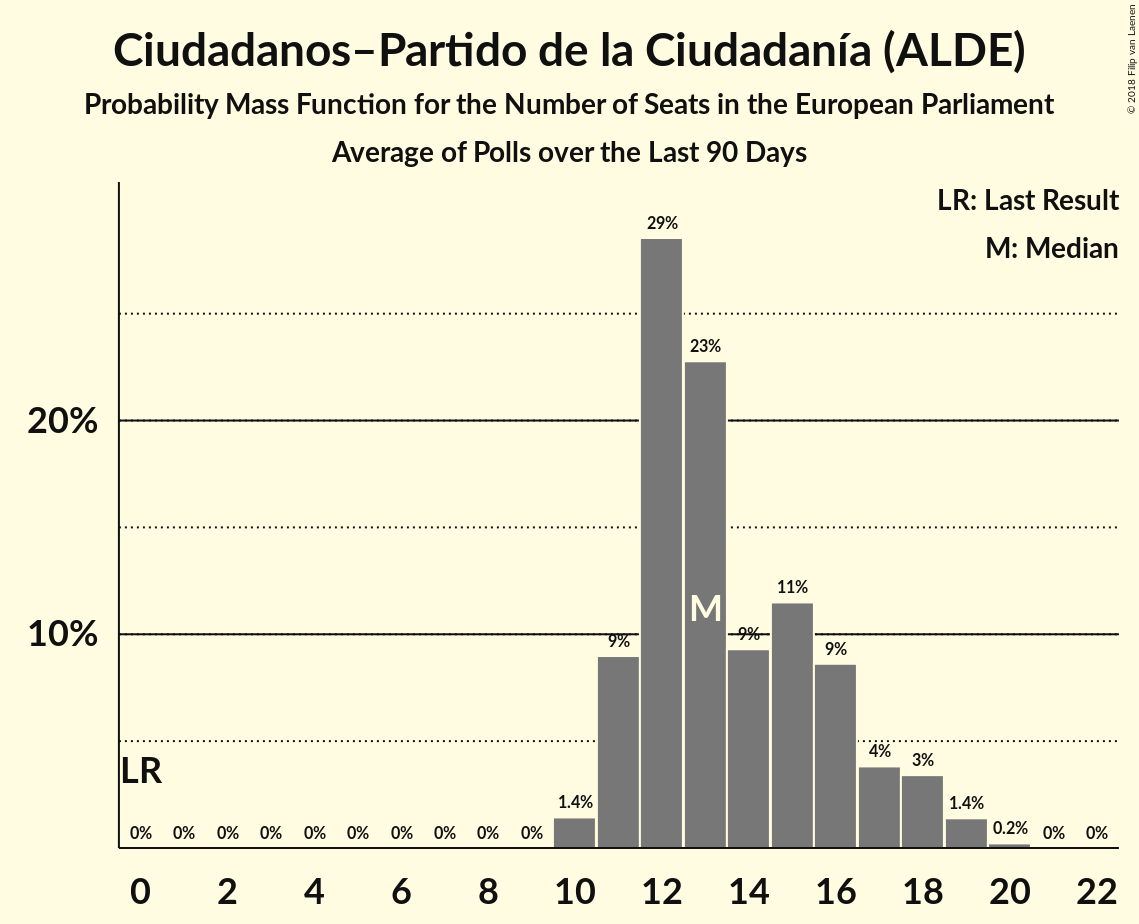 Ciudadanos–Partido de la Ciudadanía (ALDE)
Probability Mass Function for the Number of Seats in the European Parliament
Average of Polls over the Last 90 Days
© 2018 Filip van Laenen
LR: Last Result
M: Median
29%
23%
20%
11%
M
10%
9%
9%
9%
4%
3%
LR
1.4%
1.4%
0% 0% 0% 0% 0% 0% 0% 0% 0% 0% 0.2% 0% 0%
0 2 4 6 8 10 12 14 16 18 20 22